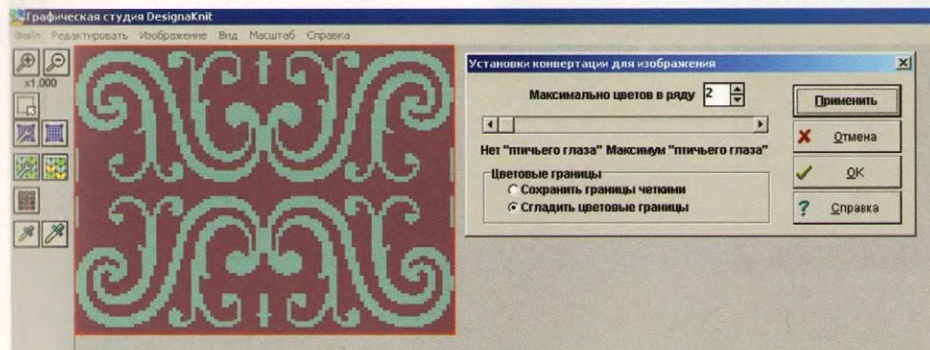 Графическая студия DesignaKnit
Файл Редактировать Изображение Вид Масштаб Справка
x1.000
Установки конвертации для изображения
Максимально цветов в ряду 2
Применить
Отмена
Нет "птичьего глаза" Максимум "птичьего глаза"
OK
Цветовые границы
Сохранить границы четкими
Сгладить цветовые границы
? Справка